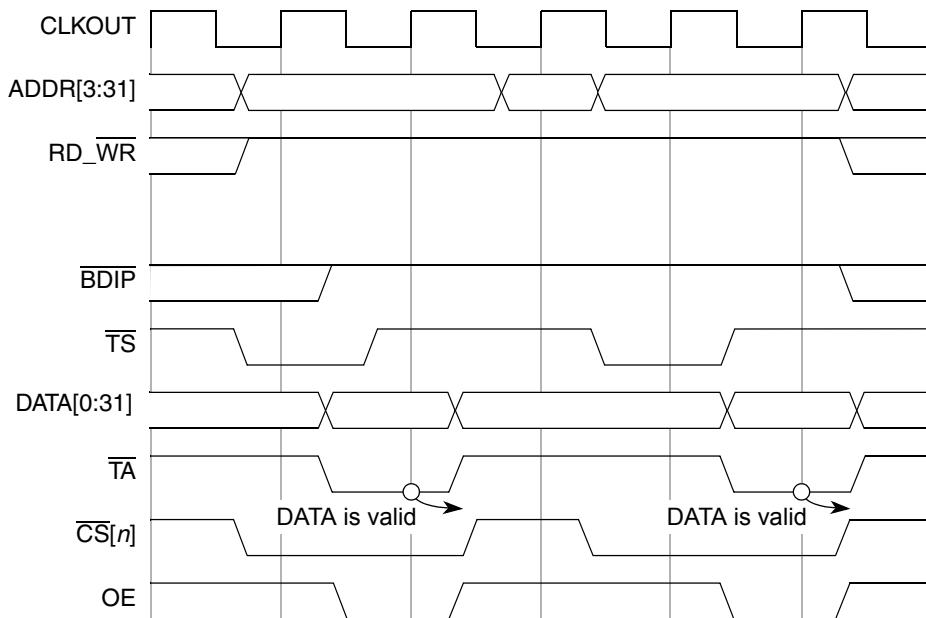 CLKOUT
ADDR[3:31]
RD_WR
BDIP
TS
DATA[0:31]
TA
DATA is valid
DATA is valid
CS[n]
OE